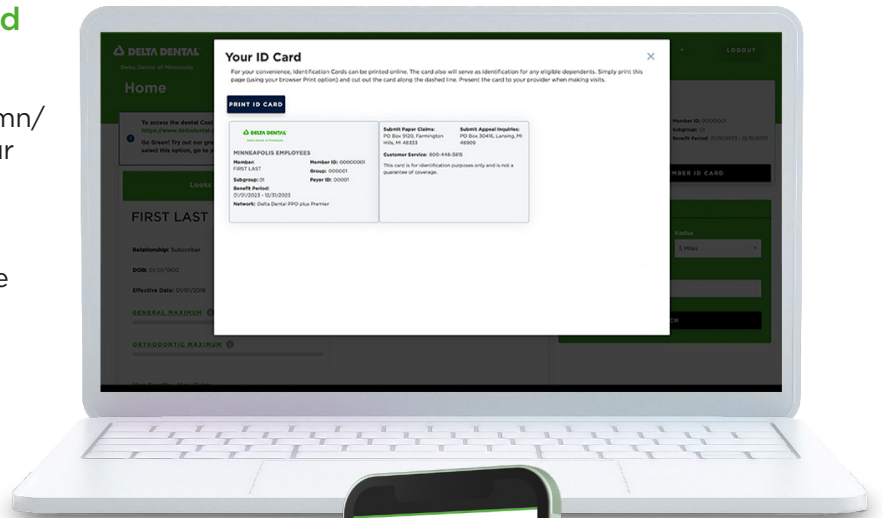 d
mn/
ur
e
DELTA DENTAL
Delta Dental of Minnesota
LOGOUT
Home
To access the dental Cost
https://www.deltadental.
Go Green! Try out our
select this option, go to
Looks
FIRST LAST
Relationship: Subscriber
DOB: 01/01/1900
Effective Date: 01/01/2018
GENERAL MAXIMUM
ORTHODONTIC MAXIMUM
Your ID Card
For your convenience, Identification Cards can be printed online. The card also will serve as Identification for any eligible dependents. Simply print this
page (using your browser Print option) and cut out the card along the dashed line. Present the card to your provider when making visits.
PRINT ID CARD
DELTA DENTAL
MINNEAPOLIS EMPLOYEES
Member:
FIRST LAST
Member ID: 00000001
Group: 000001
Subgroup: 01
Payer ID: 00001
Benefit Period:
01/01/2023 - 12/31/2023
Network: Delta Dental PPO plus Premier
Submit Paper Claims:
PO Box 9120, Farmington
Hills, MI 48333
Submit Appeal Inquiries:
PO Box 30416, Lansing, MI
48909
Customer Service: 800-448-3815
This card is for identification purposes only and is not a
guarantee of coverage.
Member ID: 00000001
Subgroup: 01
Benefit Period: 01/01/2023 - 12/31/2023
MBER ID CARD
Radius
5 Miles
CH